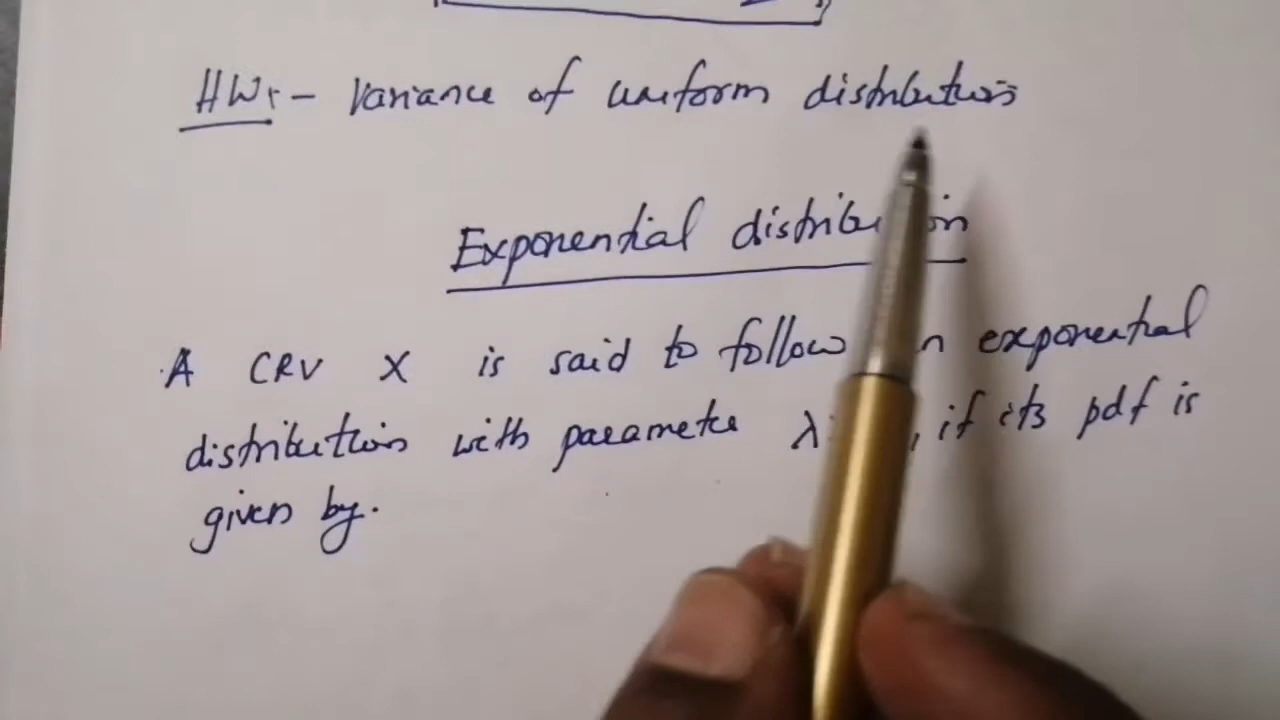 HW:- Variance of uniform distribution
Exponential distribution
A CRV X is said to follow exponential
distribution with parameter λ , if its pdf is
given by.